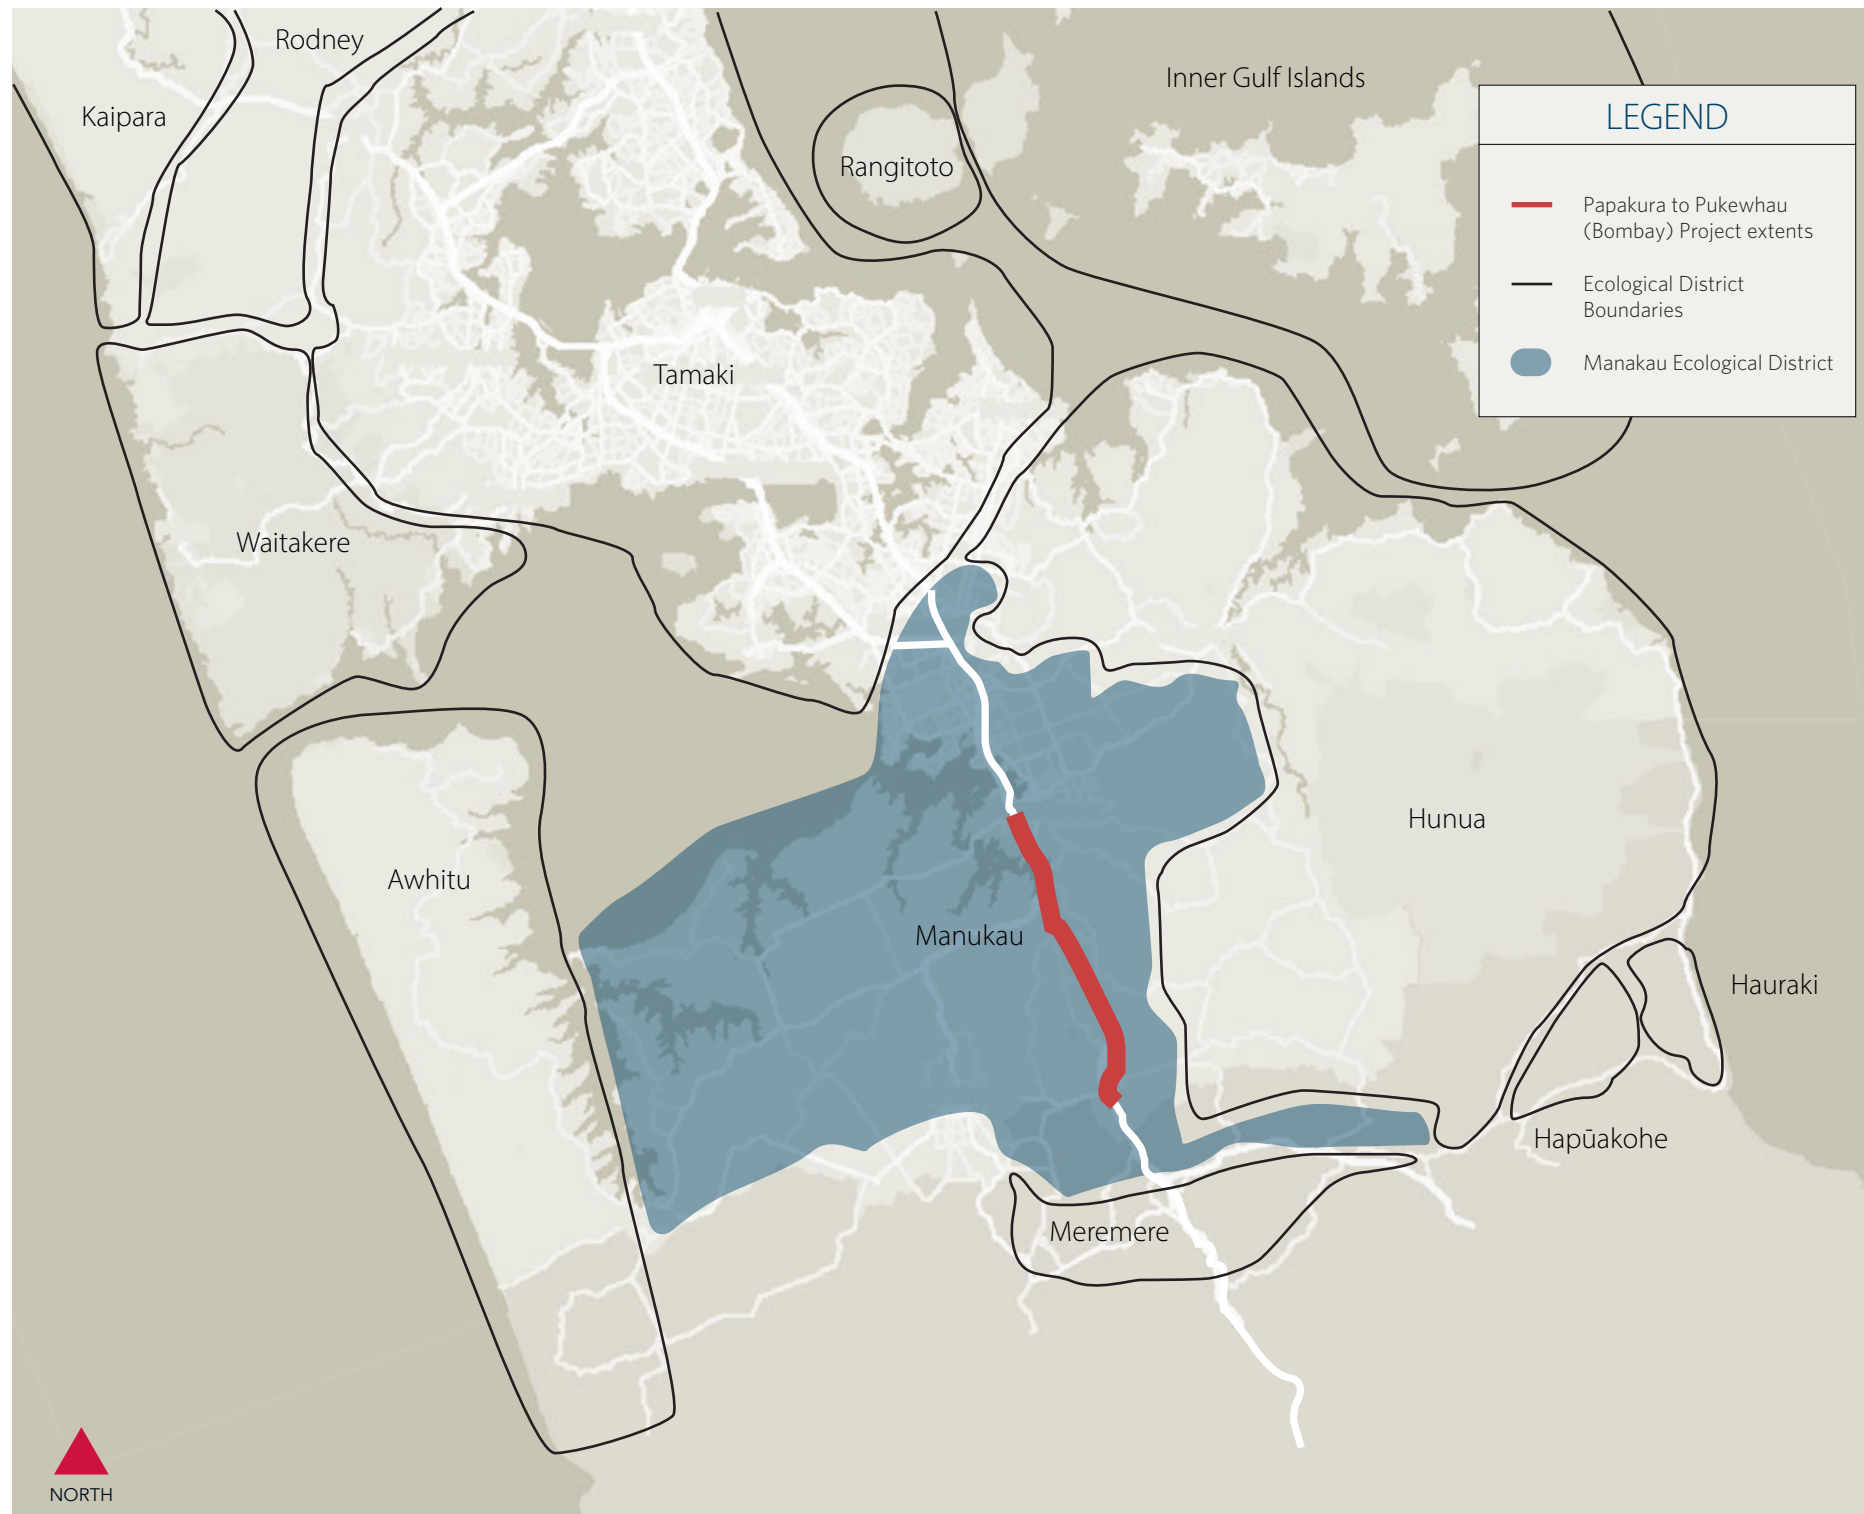 Rodney
Kaipara
Inner Gulf Islands
Rangitoto
LEGEND
Papakura to Pukewhau
(Bombay) Project extents
Ecological District
Boundaries
Manakau Ecological District
Tamaki
Waitakere
Hunua
Awhitu
Manukau
Hauraki
Hapūakohe
Meremere
NORTH